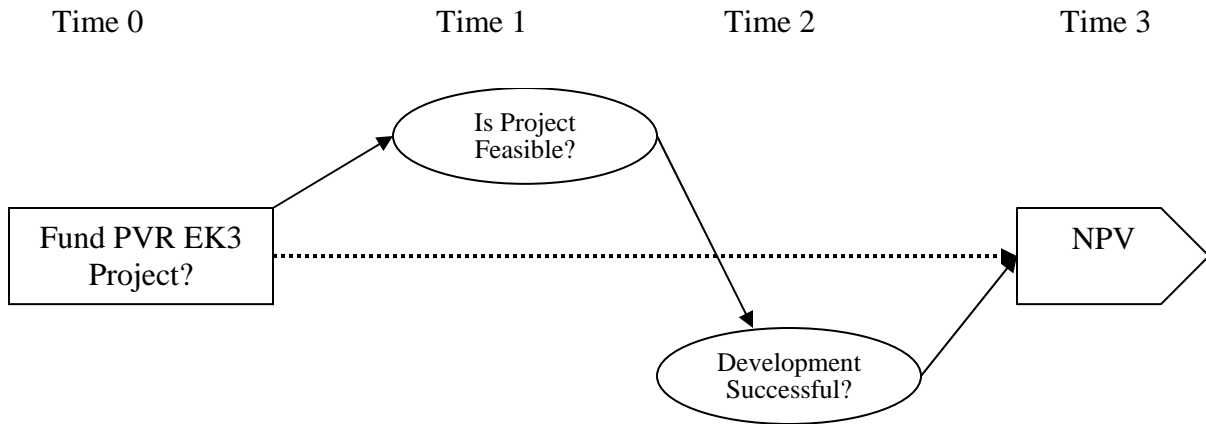 Time 0
Time 1
Time 2
Time 3
Is Project
Feasible?
Fund PVR EK3
Project?
NPV
Development
Successful?